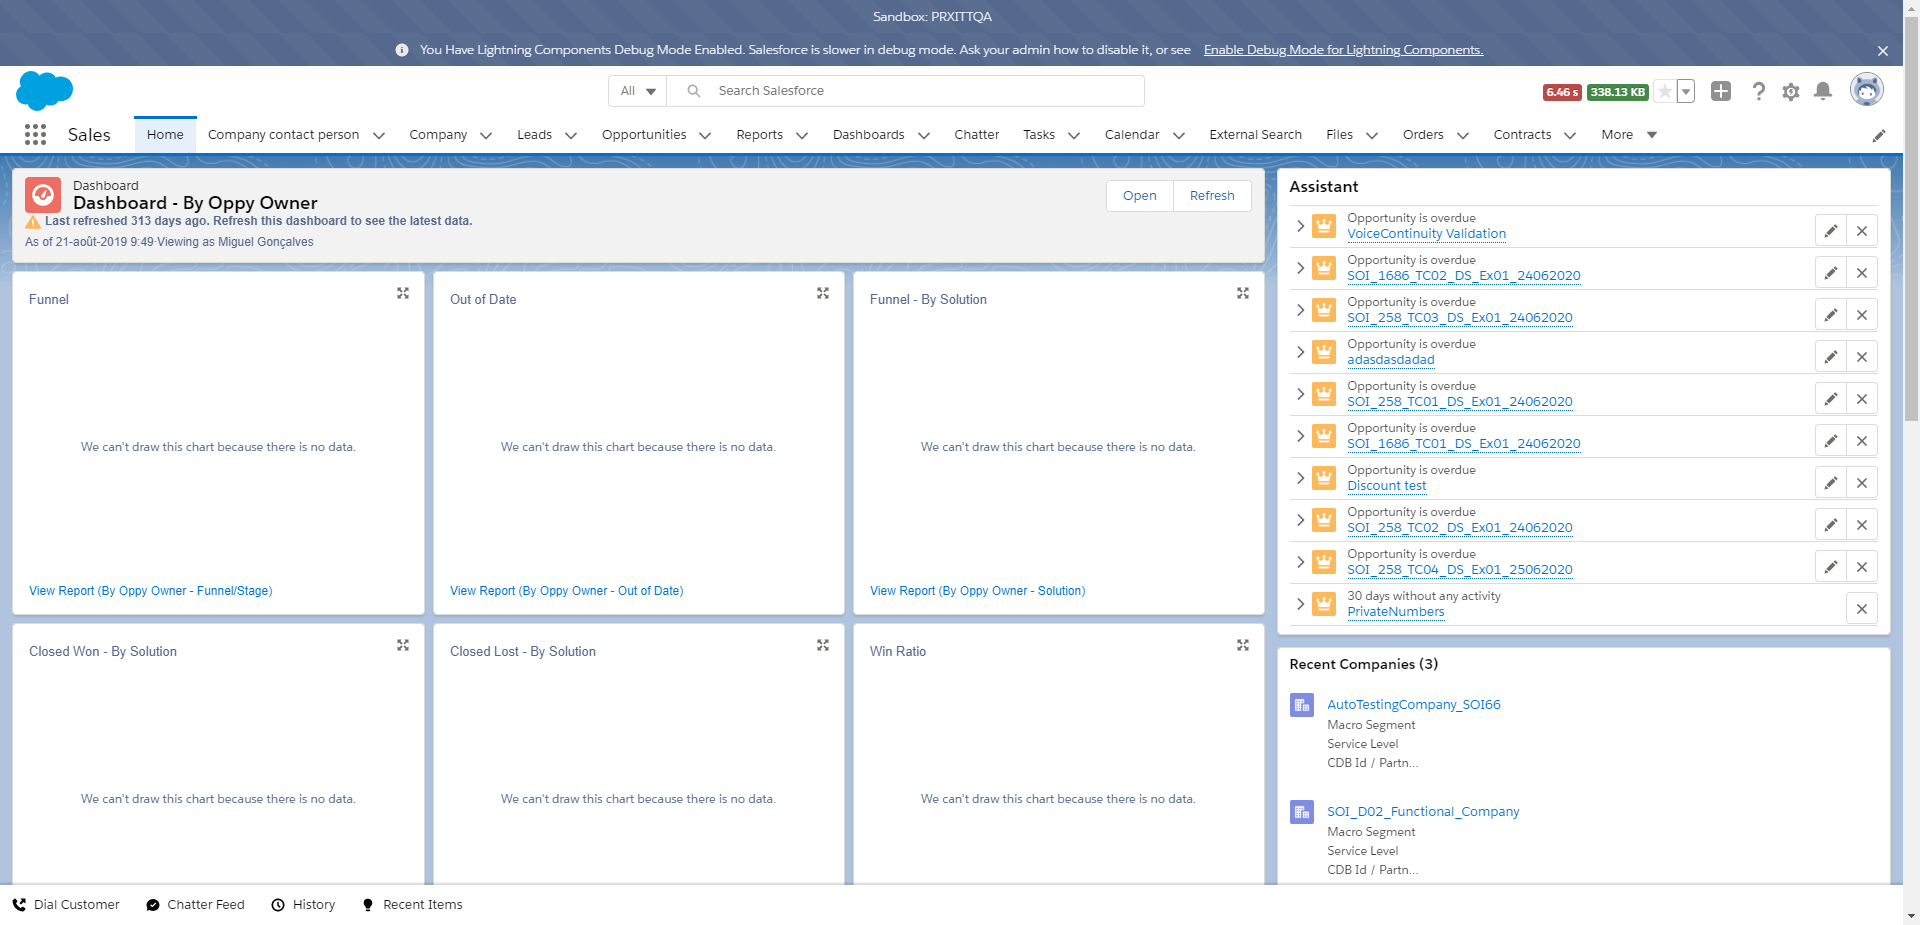 Sandbox: PRXITTQA
You Have Lightning Components Debug Mode Enabled. Salesforce is slower in debug mode. Ask your admin how to disable it, or see Enable Debug Mode for Lightning Components.
All
Search Salesforce
6.46 s
338.13 KB
Sales
Home
Company contact person
Company
Leads
Opportunities
Reports
Dashboards
Chatter
Tasks
Calendar
External Search
Files
Orders
Contracts
More
Dashboard
Dashboard - By Oppy Owner
Last refreshed 313 days ago. Refresh this dashboard to see the latest data.
As of 21-août-2019 9:49·Viewing as Miguel Gonçalves
Open
Refresh
Funnel
We can't draw this chart because there is no data.
View Report (By Oppy Owner - Funnel/Stage)
Out of Date
We can't draw this chart because there is no data.
View Report (By Oppy Owner - Out of Date)
Funnel - By Solution
We can't draw this chart because there is no data.
View Report (By Oppy Owner - Solution)
Closed Won - By Solution
We can't draw this chart because there is no data.
Closed Lost - By Solution
We can't draw this chart because there is no data.
Win Ratio
We can't draw this chart because there is no data.
Assistant
Opportunity is overdue
VoiceContinuity Validation
Opportunity is overdue
SOI_1686_TC02_DS_Ex01_24062020
Opportunity is overdue
SOI_258_TC03_DS_Ex01_24062020
Opportunity is overdue
adasdasdadad
Opportunity is overdue
SOI_258_TC01_DS_Ex01_24062020
Opportunity is overdue
SOI_1686_TC01_DS_Ex01_24062020
Opportunity is overdue
Discount test
Opportunity is overdue
SOI_258_TC02_DS_Ex01_24062020
Opportunity is overdue
SOI_258_TC04_DS_Ex01_25062020
30 days without any activity
PrivateNumbers
Recent Companies (3)
AutoTestingCompany_SOI66
Macro Segment
Service Level
CDB Id / Partn...
SOI_D02_Functional_Company
Macro Segment
Service Level
CDB Id / Partn...
Dial Customer
Chatter Feed
History
Recent Items